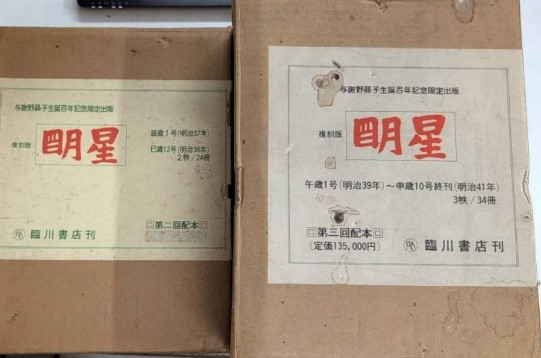 与謝野晶子生誕百年記念限定出版
復刻版
明星
辰歳1号(明治37年)
巳歳12号(明治38年)
2帙/24冊
□第二回配本□
臨川書店刊
与謝野晶子生誕百年記念限定出版
復刻版
明星
午歳1号(明治39年)〜申歳10号終刊(明治41年)
3帙/34冊
□第三回配本□
(定価135,000円)
臨川書店刊